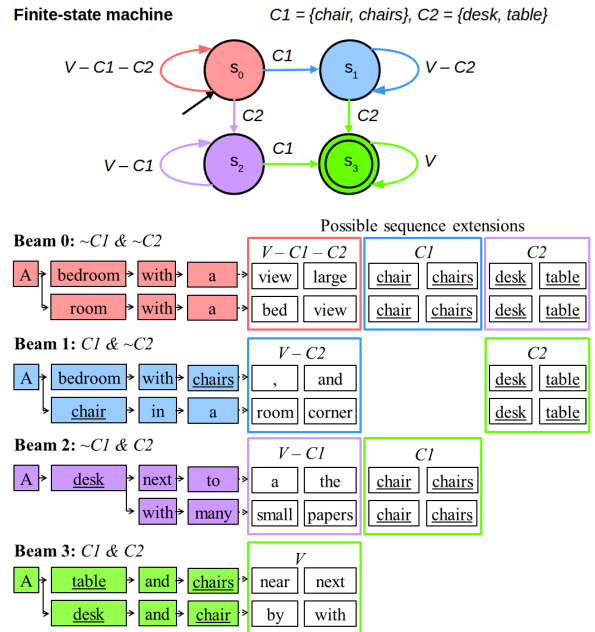 Finite-state machine
C1 = {chair, chairs}, C2 = {desk, table}
V – C1 – C2
s0
C1
s1
V – C2
C2
C2
V – C1
s2
C1
s3
V
Possible sequence extensions
Beam 0: ~C1 & ~C2
V – C1 – C2
C1
C2
A bedroom with a view large chair chairs desk table
room with a bed view chair chairs desk table
Beam 1: C1 & ~C2
V – C2
C2
A bedroom with chairs , and desk table
chair in a room corner desk table
Beam 2: ~C1 & C2
V – C1
C1
A desk next to a the chair chairs
with many small papers chair chairs
Beam 3: C1 & C2
V
A table and chairs near next
desk and chair by with